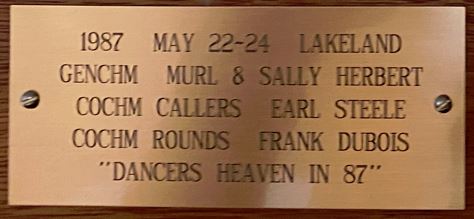 1987 MAY 22-24 LAKELAND
GENCHM MURL & SALLY HERBERT
COCHM CALLERS EARL STEELE
COCHM ROUNDS FRANK DUBOIS
"DANCERS HEAVEN IN 87"